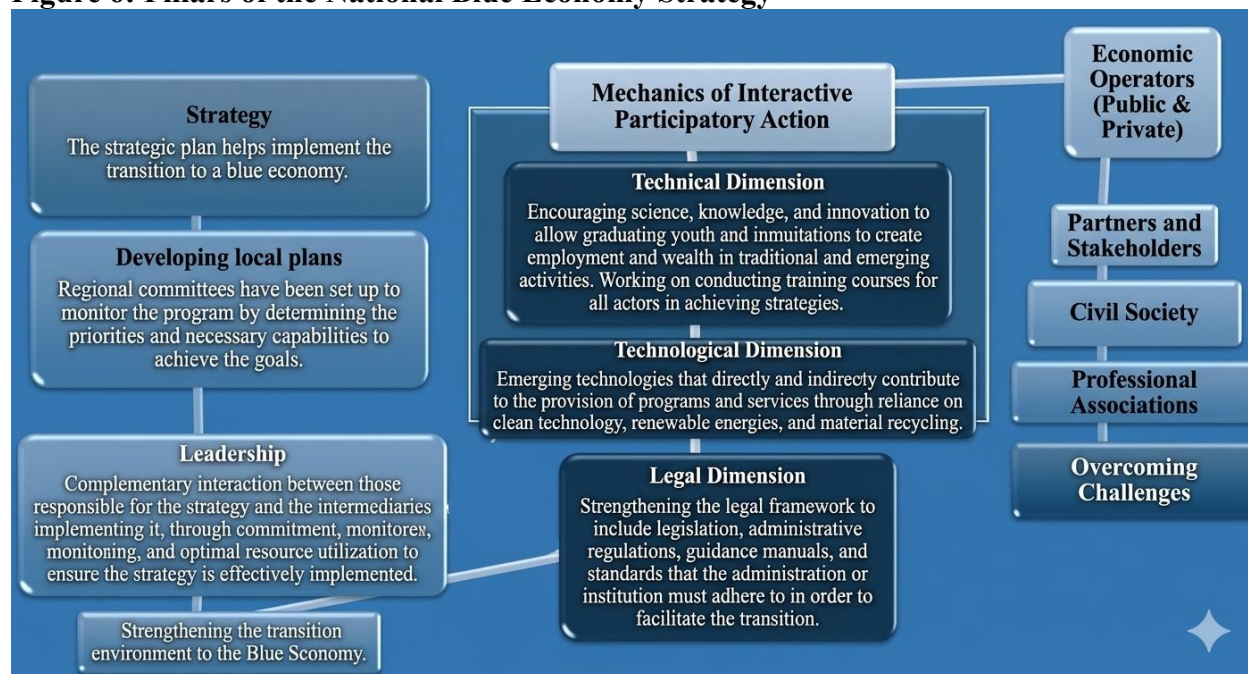 Figure 6: Pillars of the National Blue Economy Strategy
Strategy
The strategic plan helps implement the
transition to a blue economy.
Developing local plans
Regional committees have been set up to
monitor the program by determining the
priorities and necessary capabilities to
achieve the goals.
Leadership
Complementary interaction between those
responsible for the strategy and the intermediaries
implementing it, through commitment, monitores,
monitoning, and optimal resource utilization to
ensure the strategy is effectively implemented.
Strengthening the transition
environment to the Blue Sconomy.
Mechanics of Interactive
Participatory Action
Technical Dimension
Encouraging science, knowledge, and innovation to
allow graduating youth and inmuitations to create
employment and wealth in traditional and emerging
activities. Working on conducting training courses for
all actors in achieving strategies.
Technological Dimension
Emerging technologies that directly and indirecty contribute
to the provision of programs and services through reliance on
clean technology, renewable energies, and material recycling.
Legal Dimension
Strengthening the legal framework to
include legislation, administrative
regulations, guidance manuals, and
standards that the administration or
institution must adhere to in order to
facilitate the transition.
Economic
Operators
(Public &
Private)
Partners and
Stakeholders
Civil Society
Professional
Associations
Overcoming
Challenges